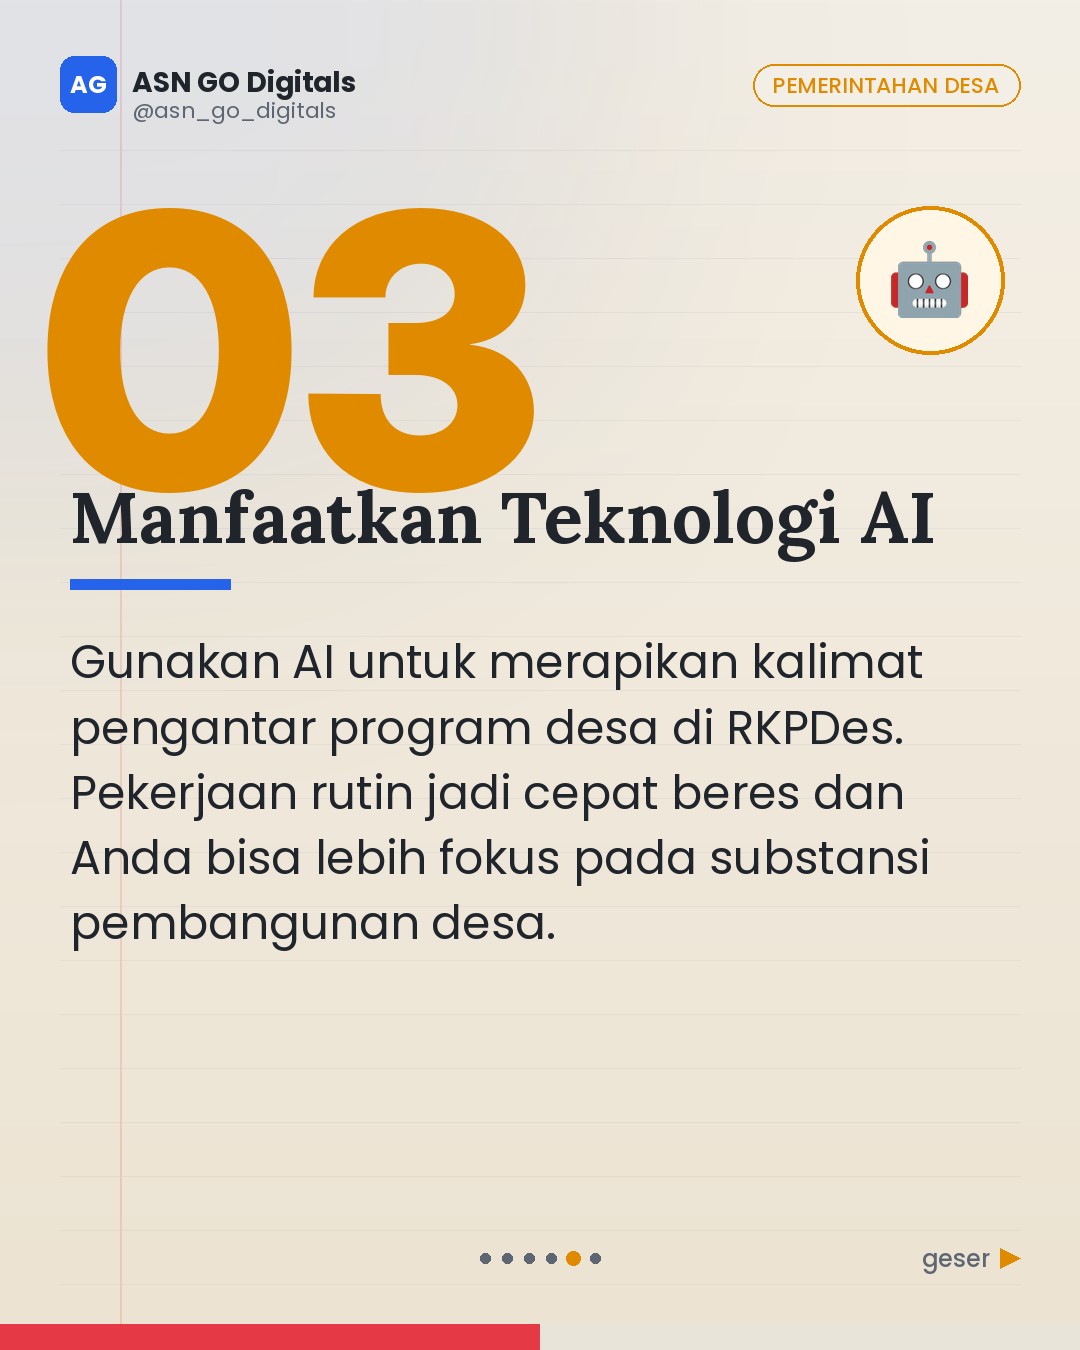 AG
ASN GO Digitals
@asn_go_digitals
PEMERINTAHAN DESA
03
Manfaatkan Teknologi AI
Gunakan AI untuk merapikan kalimat
pengantar program desa di RKPDes.
Pekerjaan rutin jadi cepat beres dan
Anda bisa lebih fokus pada substansi
pembangunan desa.
geser